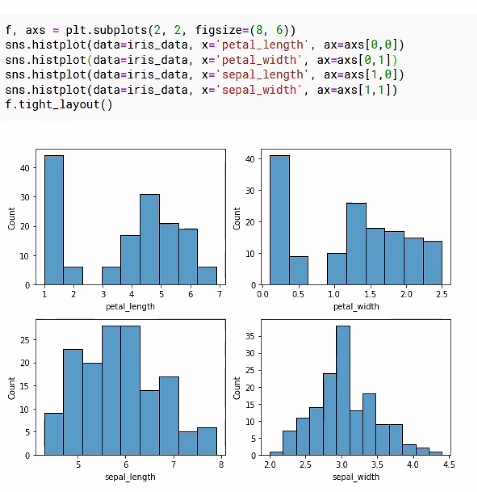 f, axs = plt.subplots(2, 2, figsize=(8, 6))
sns.histplot(data=iris_data, x='petal_length', ax=axs[0,0])
sns.histplot(data=iris_data, x='petal_width', ax=axs[0,1])
sns.histplot(data=iris_data, x='sepal_length', ax=axs[1,0])
sns.histplot(data=iris_data, x='sepal_width', ax=axs[1,1])
f.tight_layout()
Count
40
30
20
10
0
1 2 3 4 5 6 7
petal_length
Count
40
30
20
10
0
0.0 0.5 1.0 1.5 2.0 2.5
petal_width
Count
25
20
15
10
5
0
5 6 7 8
sepal_length
Count
35
30
25
20
15
10
5
0
2.0 2.5 3.0 3.5 4.0 4.5
sepal_width